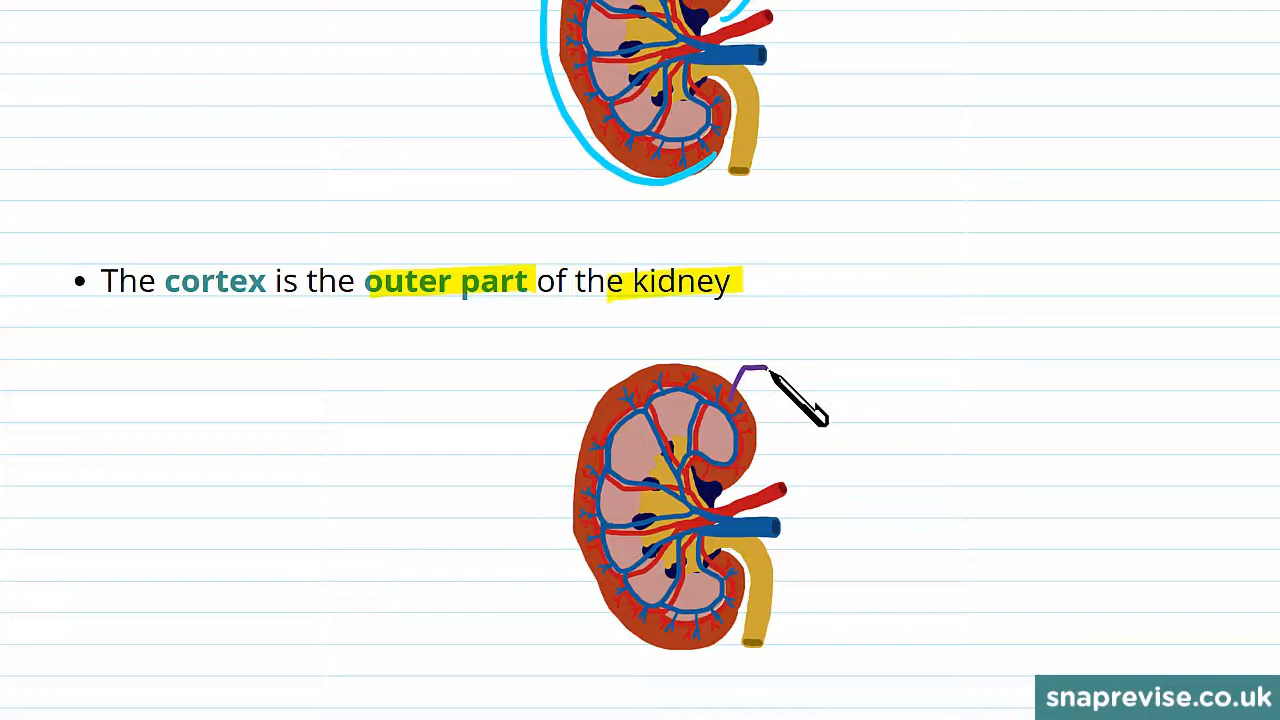 • The cortex is the outer part of the kidney
snaprevise.co.uk